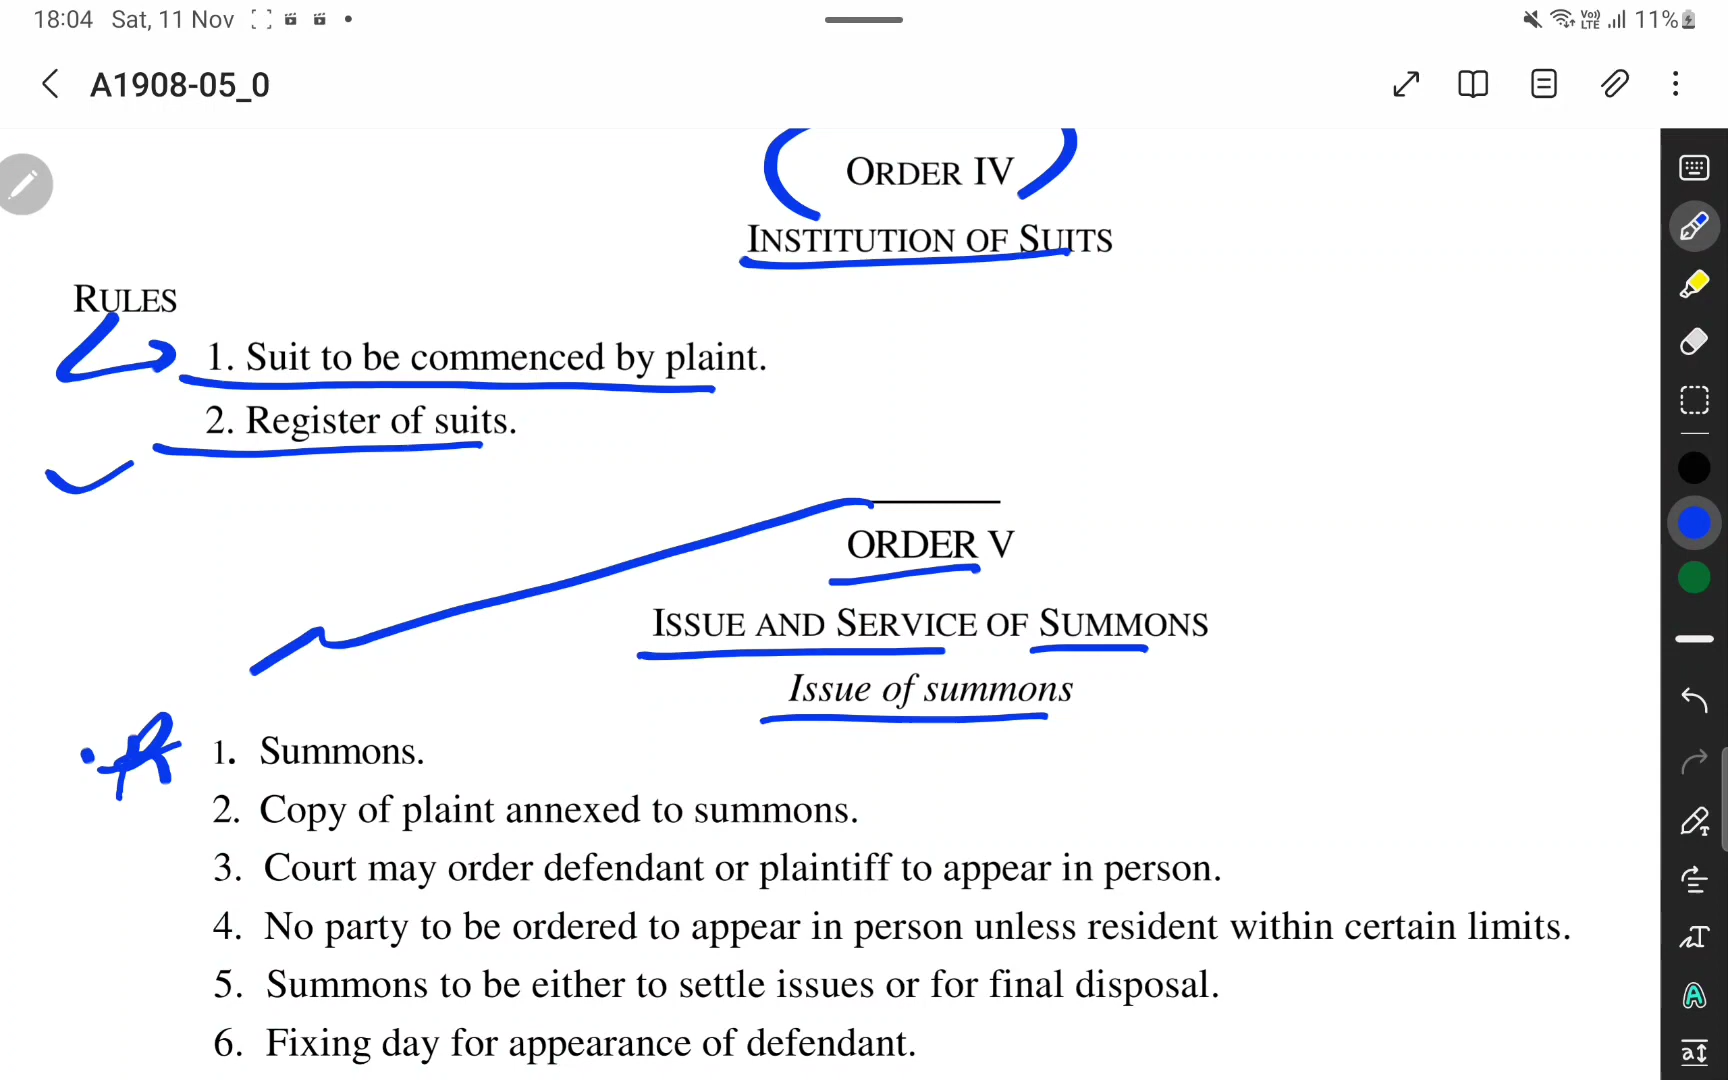 18:04 Sat, 11 Nov
Vo)) LTE 11%
A1908-05_0
ORDER IV
INSTITUTION OF SUITS
RULES
1. Suit to be commenced by plaint.
2. Register of suits.
ORDER V
ISSUE AND SERVICE OF SUMMONS
Issue of summons
1. Summons.
2. Copy of plaint annexed to summons.
3. Court may order defendant or plaintiff to appear in person.
4. No party to be ordered to appear in person unless resident within certain limits.
5. Summons to be either to settle issues or for final disposal.
6. Fixing day for appearance of defendant.